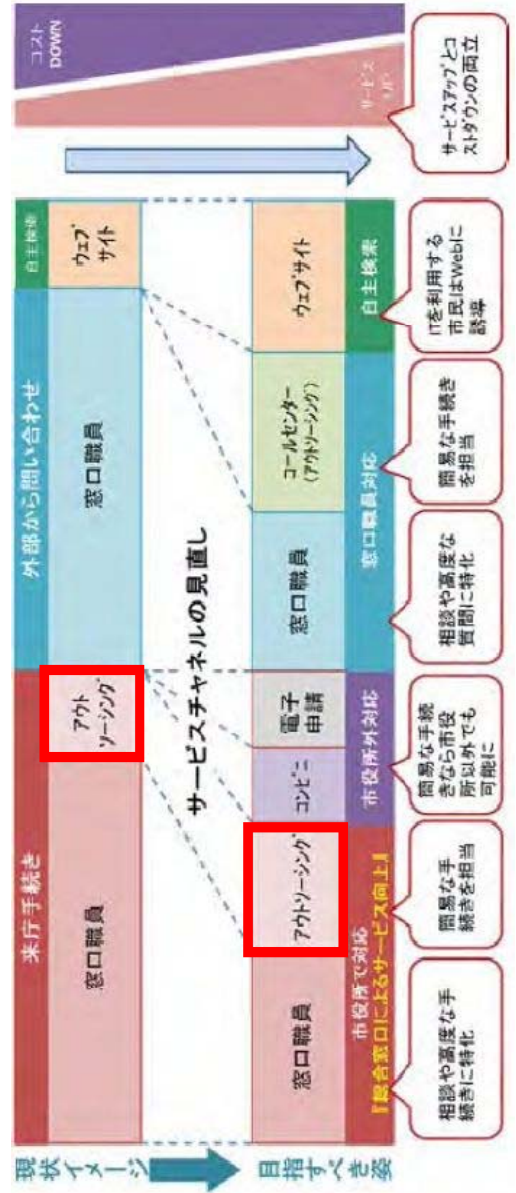 現状イメージ
来庁手続き
外部から問い合わせ
自主検索
窓口職員
アウト
ソーシング
窓口職員
ウェブ
サイト
サービスチャネルの見直し
目指すべき姿
窓口職員
アウトソーシング
コンビニ
電子
申請
窓口職員
コールセンター
(アウトソーシング)
ウェブサイト
市役所で対応
『総合窓口によるサービス向上』
市役所外対応
窓口職員対応
自主検索
相談や高度な手
続きに特化
簡易な手
続きを担当
簡易な手続
きなら市役
所以外でも
可能に
相談や高度な
質問に特化
簡易な手続き
を担当
ITを利用する
市民はWebに
誘導
コスト
DOWN
サービス
UP
サービスアップとコ
ストダウンの両立